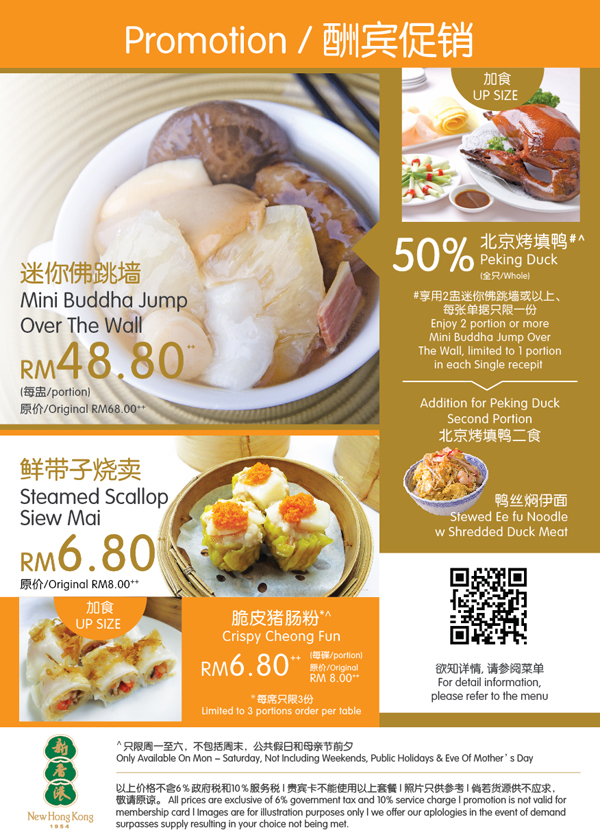 Promotion / 酬宾促销
迷你佛跳墙
Mini Buddha Jump
Over The Wall
RM48.80++
(每盅/portion)
原价/Original RM68.00++
加食
UP SIZE
50% 北京烤填鸭#^
Peking Duck
(全只/Whole)
#享用2盅迷你佛跳墙或以上、
每张单据只限一份
Enjoy 2 portion or more
Mini Buddha Jump Over
The Wall, limited to 1 portion
in each Single recepit
Addition for Peking Duck
Second Portion
北京烤填鸭二食
鸭丝焖伊面
Stewed Ee fu Noodle
w Shredded Duck Meat
鲜带子烧卖
Steamed Scallop
Siew Mai
RM6.80++
原价/Original RM8.00++
加食
UP SIZE
脆皮猪肠粉*^
Crispy Cheong Fun
RM6.80++ (每碟/portion)
原价/Original
RM 8.00++
*每席只限3份
Limited to 3 portions order per table
欲知详情, 请参阅菜单
For detail information,
please refer to the menu
新香港
New Hong Kong
1954
^只限周一至六，不包括周末，公共假日和母亲节前夕
Only Available On Mon – Saturday, Not Including Weekends, Public Holidays & Eve Of Mother's Day
以上价格不含6%政府税和10%服务税 l 贵宾卡不能使用以上套餐 l 照片只供参考 l 倘若货源供不应求，
敬请原谅。 All prices are exclusive of 6% government tax and 10% service charge l promotion is not valid for
membership card l Images are for illustration purposes only l we offer our aplologies in the event of demand
surpasses supply resulting in your choice not being met.